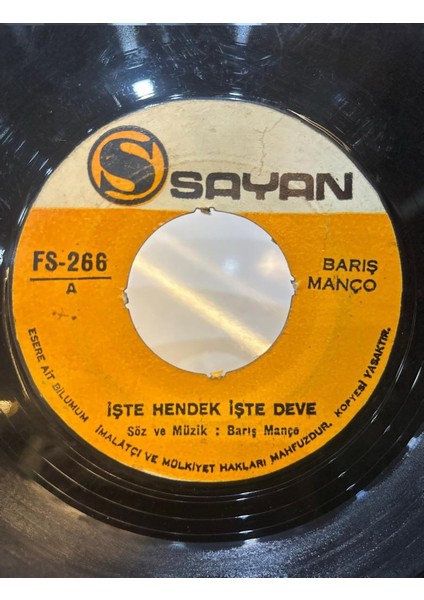 S SAYAN
FS-266
A
BARIŞ
MANÇO
İŞTE HENDEK İŞTE DEVE
Söz ve Müzik : Barış Manço
ESERE AİT BİLUMUM İMALÂTÇI VE MÜLKİYET HAKLARI MAHFUZDUR. KOPYESİ YASAKTIR.